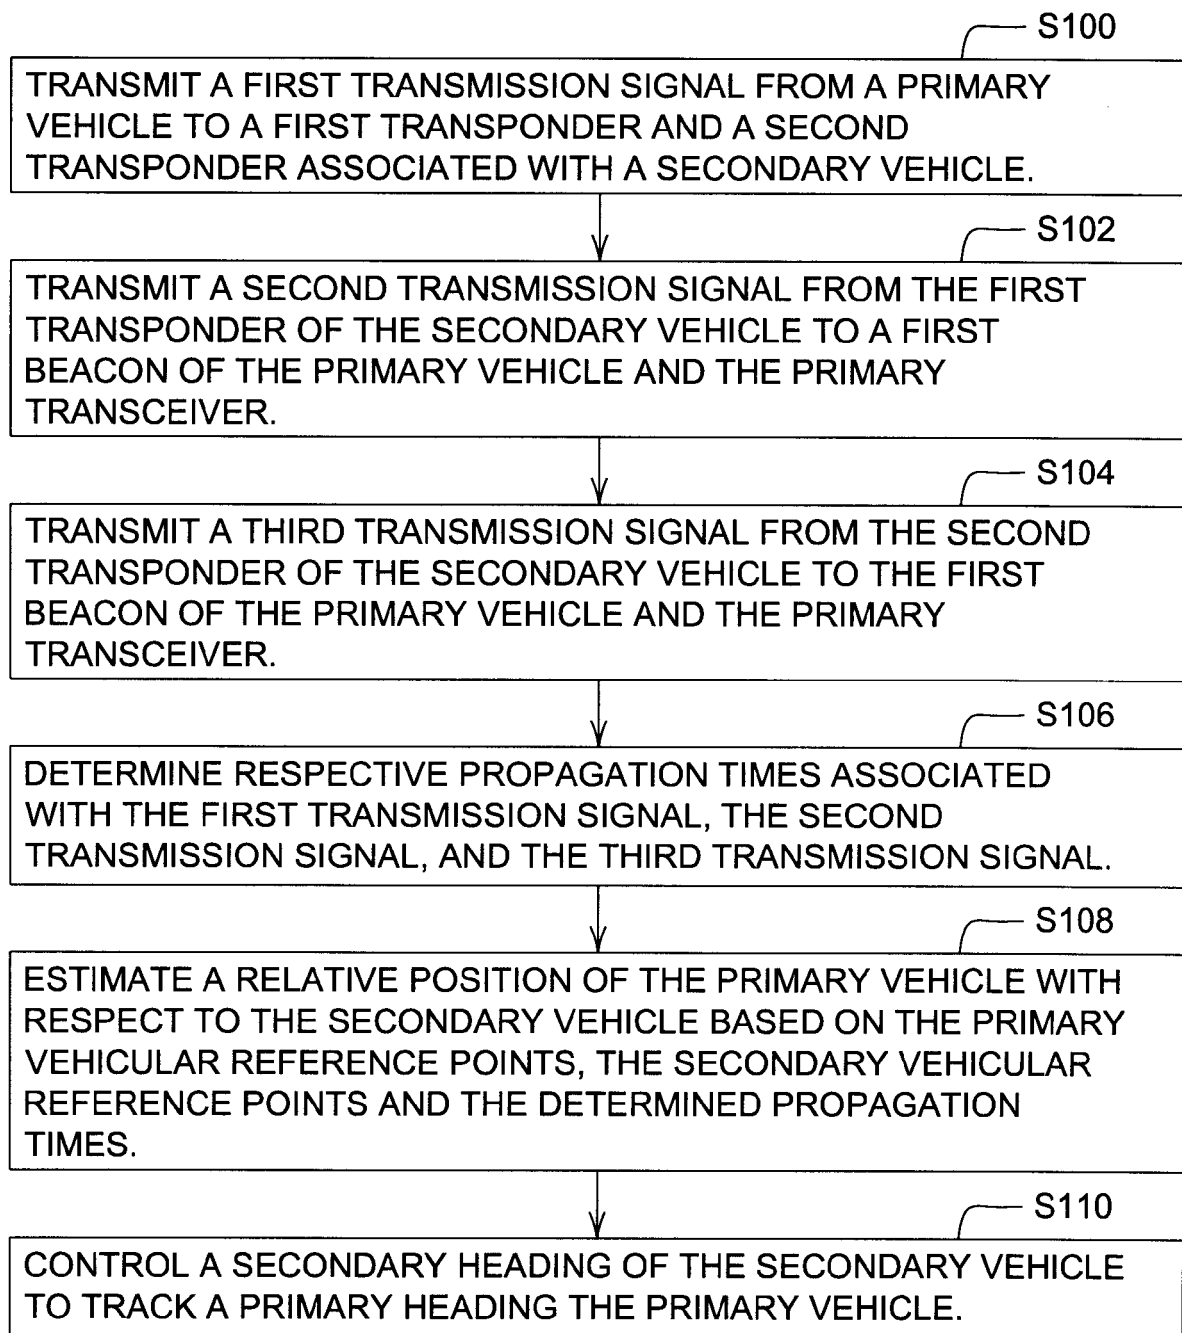 S100
TRANSMIT A FIRST TRANSMISSION SIGNAL FROM A PRIMARY
VEHICLE TO A FIRST TRANSPONDER AND A SECOND
TRANSPONDER ASSOCIATED WITH A SECONDARY VEHICLE.
S102
TRANSMIT A SECOND TRANSMISSION SIGNAL FROM THE FIRST
TRANSPONDER OF THE SECONDARY VEHICLE TO A FIRST
BEACON OF THE PRIMARY VEHICLE AND THE PRIMARY
TRANSCEIVER.
S104
TRANSMIT A THIRD TRANSMISSION SIGNAL FROM THE SECOND
TRANSPONDER OF THE SECONDARY VEHICLE TO THE FIRST
BEACON OF THE PRIMARY VEHICLE AND THE PRIMARY
TRANSCEIVER.
S106
DETERMINE RESPECTIVE PROPAGATION TIMES ASSOCIATED
WITH THE FIRST TRANSMISSION SIGNAL, THE SECOND
TRANSMISSION SIGNAL, AND THE THIRD TRANSMISSION SIGNAL.
S108
ESTIMATE A RELATIVE POSITION OF THE PRIMARY VEHICLE WITH
RESPECT TO THE SECONDARY VEHICLE BASED ON THE PRIMARY
VEHICULAR REFERENCE POINTS, THE SECONDARY VEHICULAR
REFERENCE POINTS AND THE DETERMINED PROPAGATION
TIMES.
S110
CONTROL A SECONDARY HEADING OF THE SECONDARY VEHICLE
TO TRACK A PRIMARY HEADING THE PRIMARY VEHICLE.